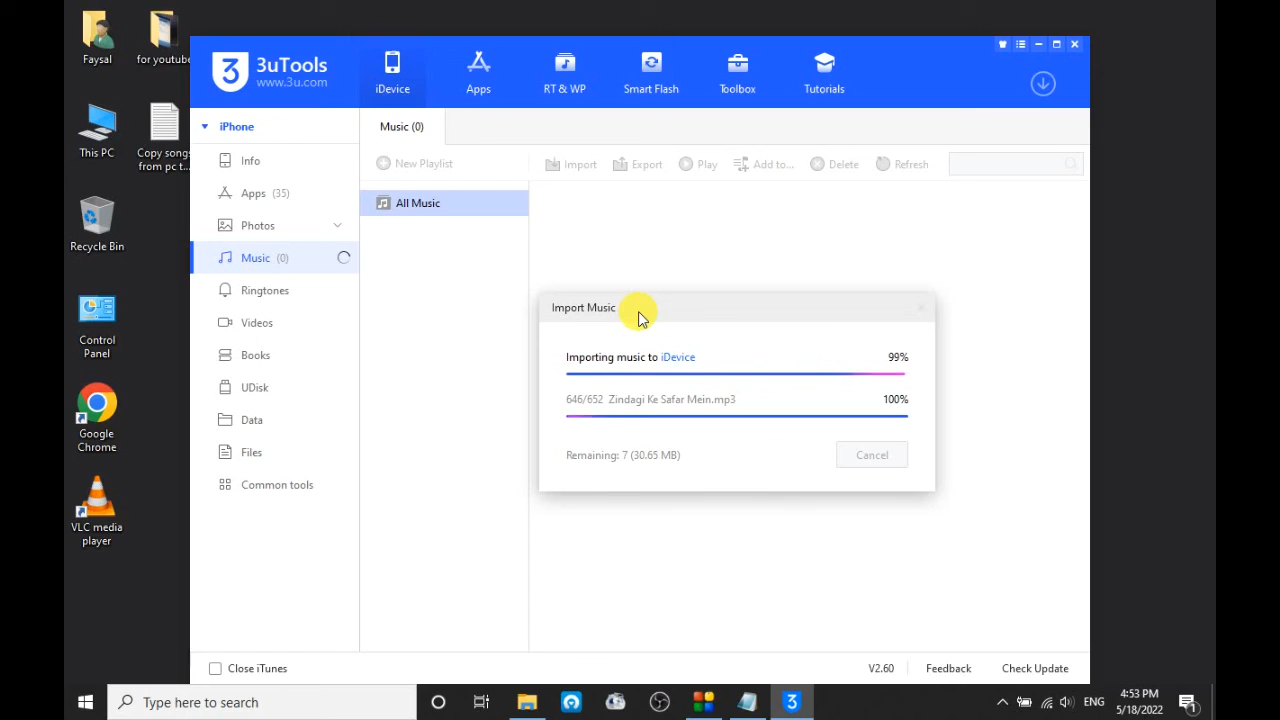 Faysal
for youtube
This PC
Copy songs
from pc t...
Recycle Bin
Control
Panel
Google
Chrome
VLC media
player
3
3uTools
www.3u.com
iDevice
Apps
RT & WP
Smart Flash
Toolbox
Tutorials
iPhone
Info
Apps (35)
Photos
Music (0)
Ringtones
Videos
Books
UDisk
Data
Files
Common tools
Music (0)
New Playlist
Import
Export
Play
Add to...
Delete
Refresh
All Music
Import Music
Importing music to iDevice 99%
646/652 Zindagi Ke Safar Mein.mp3 100%
Remaining: 7 (30.65 MB)
Cancel
Close iTunes
V2.60
Feedback
Check Update
Type here to search
3
ENG
4:53 PM
5/18/2022
1